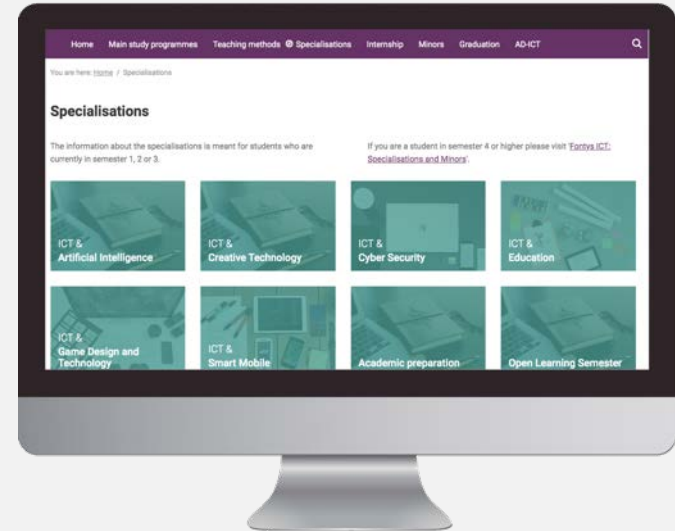 Home Main study programmes Teaching methods Specialisations Internship Minors Graduation AD-ICT
You are here: Home / Specialisations
Specialisations
The information about the specialisations is meant for students who are
currently in semester 1, 2 or 3.
If you are a student in semester 4 or higher please visit 'Fontys ICT:
Specialisations and Minors'.
ICT &
Artificial Intelligence
ICT &
Creative Technology
ICT &
Cyber Security
ICT &
Education
ICT &
Game Design and
Technology
ICT &
Smart Mobile
Academic preparation
Open Learning Semester